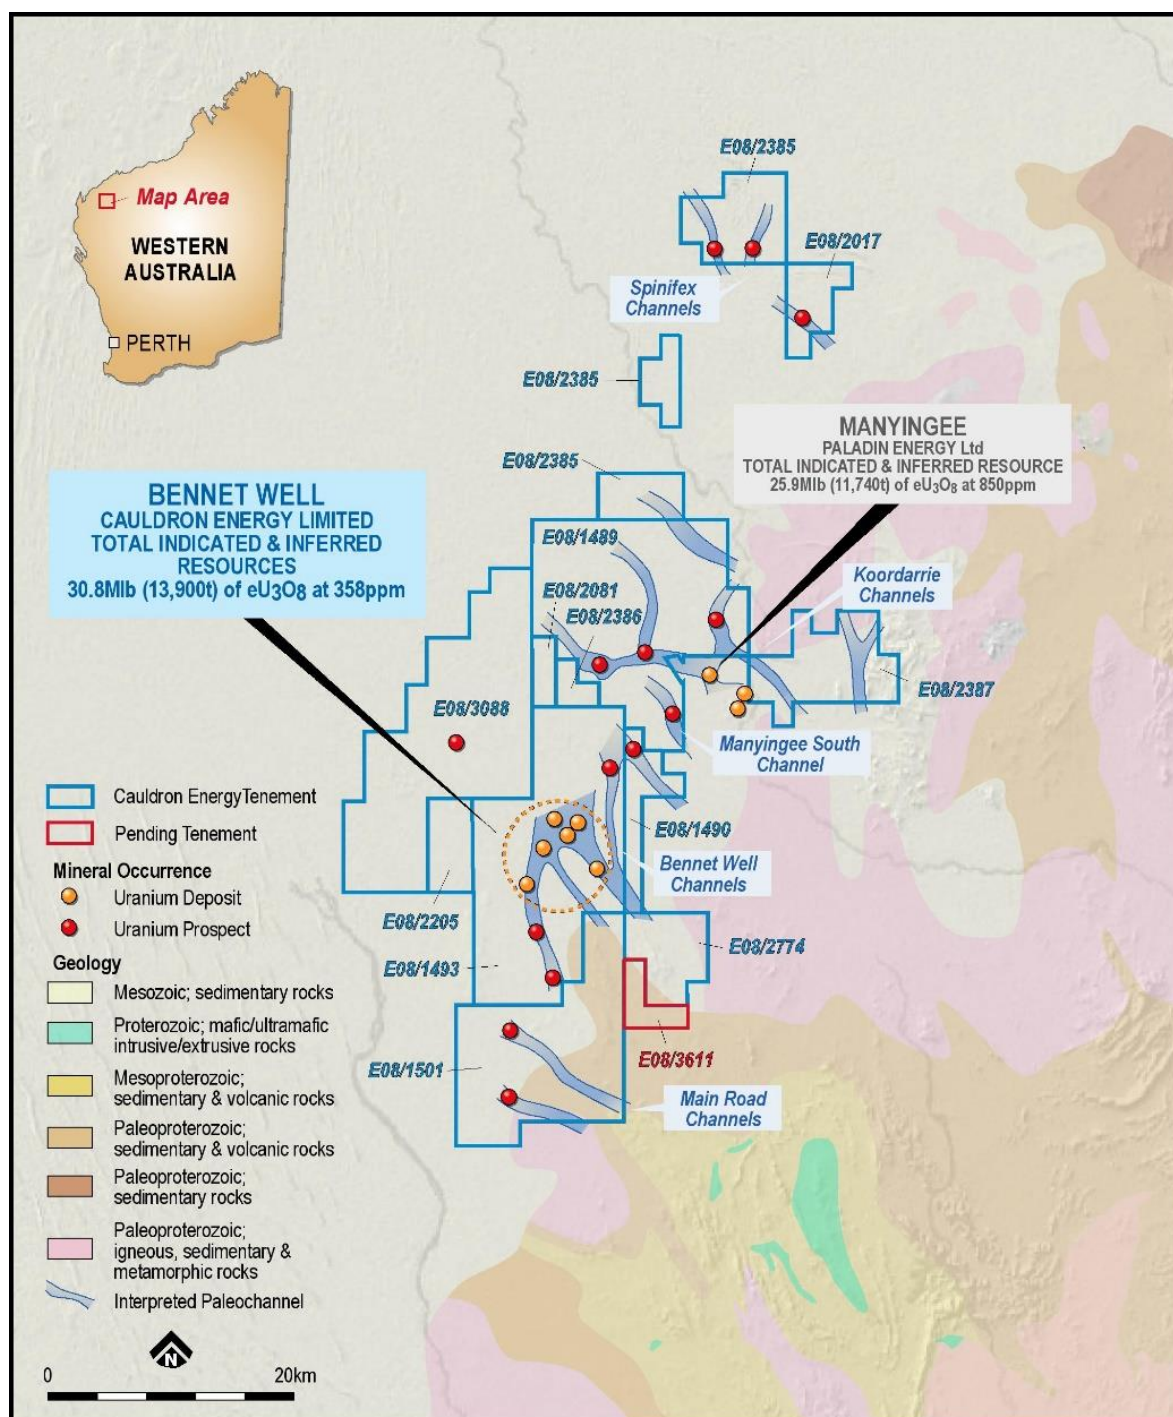 E08/2385
Map Area
E08/2017
WESTERN
AUSTRALIA
Spinifex
Channels
PERTH
E08/2385
MANYINGEE
PALADIN ENERGY Ltd
TOTAL INDICATED & INFERRED RESOURCE
25.9Mlb (11,740t) of eU3O8 at 850ppm
E08/2385
BENNET WELL
CAULDRON ENERGY LIMITED
TOTAL INDICATED & INFERRED
RESOURCES
30.8Mlb (13,900t) of eU3O8 at 358ppm
E08/1489
Koordarrie
Channels
E08/2081
E08/2386
E08/2387
E08/3088
Manyingee South
Channel
Cauldron EnergyTenement
Pending Tenement
E08/1490
Mineral Occurrence
Bennet Well
Channels
Uranium Deposit
Uranium Prospect
E08/2205
E08/2774
Geology
E08/1493
Mesozoic; sedimentary rocks
Proterozoic; mafic/ultramafic
intrusive/extrusive rocks
E08/3611
E08/1501
Mesoproterozoic;
sedimentary & volcanic rocks
Main Road
Channels
Paleoproterozoic;
sedimentary & volcanic rocks
Paleoproterozoic;
sedimentary rocks
Paleoproterozoic;
igneous, sedimentary &
metamorphic rocks
Interpreted Paleochannel
N
0 20km